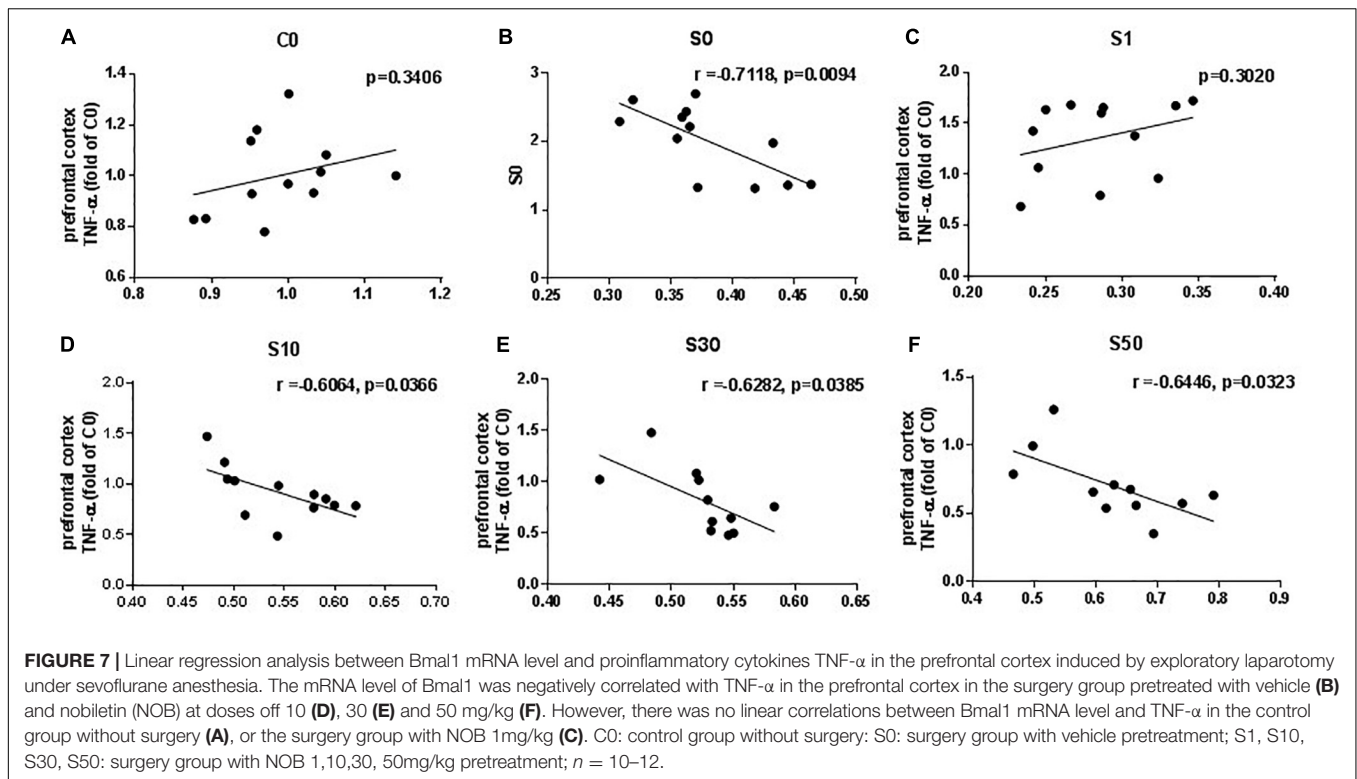 A
C0
p=0.3406
prefrontal cortex
TNF-α (fold of C0)
1.4
1.2
1.0
0.8
0.6
0.8
0.9
1.0
1.1
1.2
B
S0
r =-0.7118, p=0.0094
S0
3
2
1
0
0.25
0.30
0.35
0.40
0.45
0.50
C
S1
p=0.3020
prefrontal cortex
TNF-α (fold of C0)
2.0
1.5
1.0
0.5
0.0
0.20
0.25
0.30
0.35
0.40
D
S10
r =-0.6064, p=0.0366
prefrontal cortex
TNF-α (fold of C0)
2.0
1.5
1.0
0.5
0.0
0.40
0.45
0.50
0.55
0.60
0.65
0.70
E
S30
r =-0.6282, p=0.0385
prefrontal cortex
TNF-α (fold of C0)
2.0
1.5
1.0
0.5
0.0
0.40
0.45
0.50
0.55
0.60
0.65
F
S50
r =-0.6446, p=0.0323
prefrontal cortex
TNF-α (fold of C0)
1.5
1.0
0.5
0.0
0.4
0.5
0.6
0.7
0.8
0.9
FIGURE 7 | Linear regression analysis between Bmal1 mRNA level and proinflammatory cytokines TNF-α in the prefrontal cortex induced by exploratory laparotomy
under sevoflurane anesthesia. The mRNA level of Bmal1 was negatively correlated with TNF-α in the prefrontal cortex in the surgery group pretreated with vehicle (B)
and nobiletin (NOB) at doses off 10 (D), 30 (E) and 50 mg/kg (F). However, there was no linear correlations between Bmal1 mRNA level and TNF-α in the control
group without surgery (A), or the surgery group with NOB 1mg/kg (C). C0: control group without surgery: S0: surgery group with vehicle pretreatment; S1, S10,
S30, S50: surgery group with NOB 1,10,30, 50mg/kg pretreatment; n = 10–12.